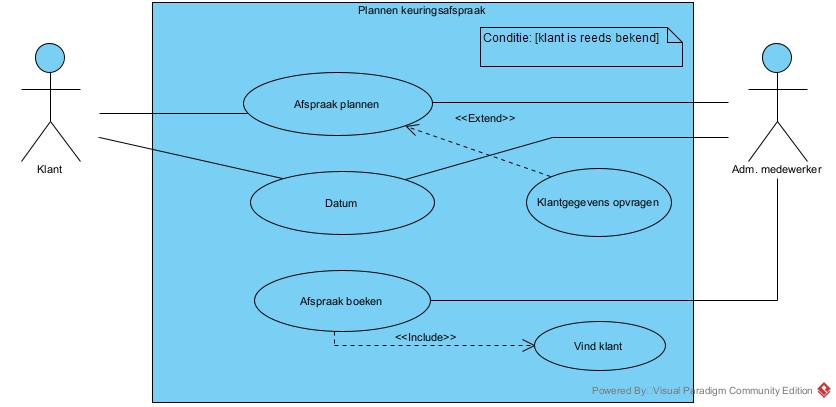 Plannen keuringsafspraak
Conditie: [klant is reeds bekend]
Afspraak plannen
<<Extend>>
Klant
Adm. medewerker
Datum
Klantgegevens opvragen
Afspraak boeken
<<Include>>
Vind klant
Powered By: Visual Paradigm Community Edition